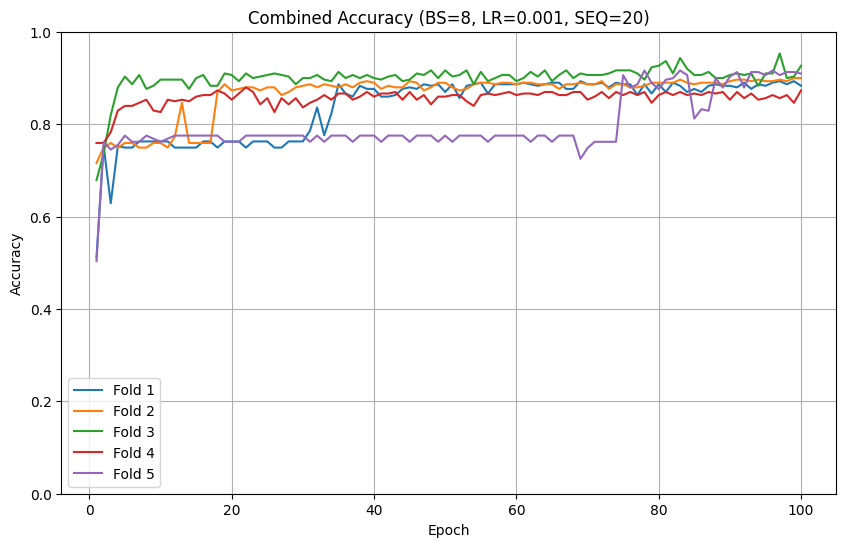 Combined Accuracy (BS=8, LR=0.001, SEQ=20)
1.0
0.8
0.6
0.4
0.2
0.0
Accuracy
Fold 1
Fold 2
Fold 3
Fold 4
Fold 5
0 20 40 60 80 100
Epoch